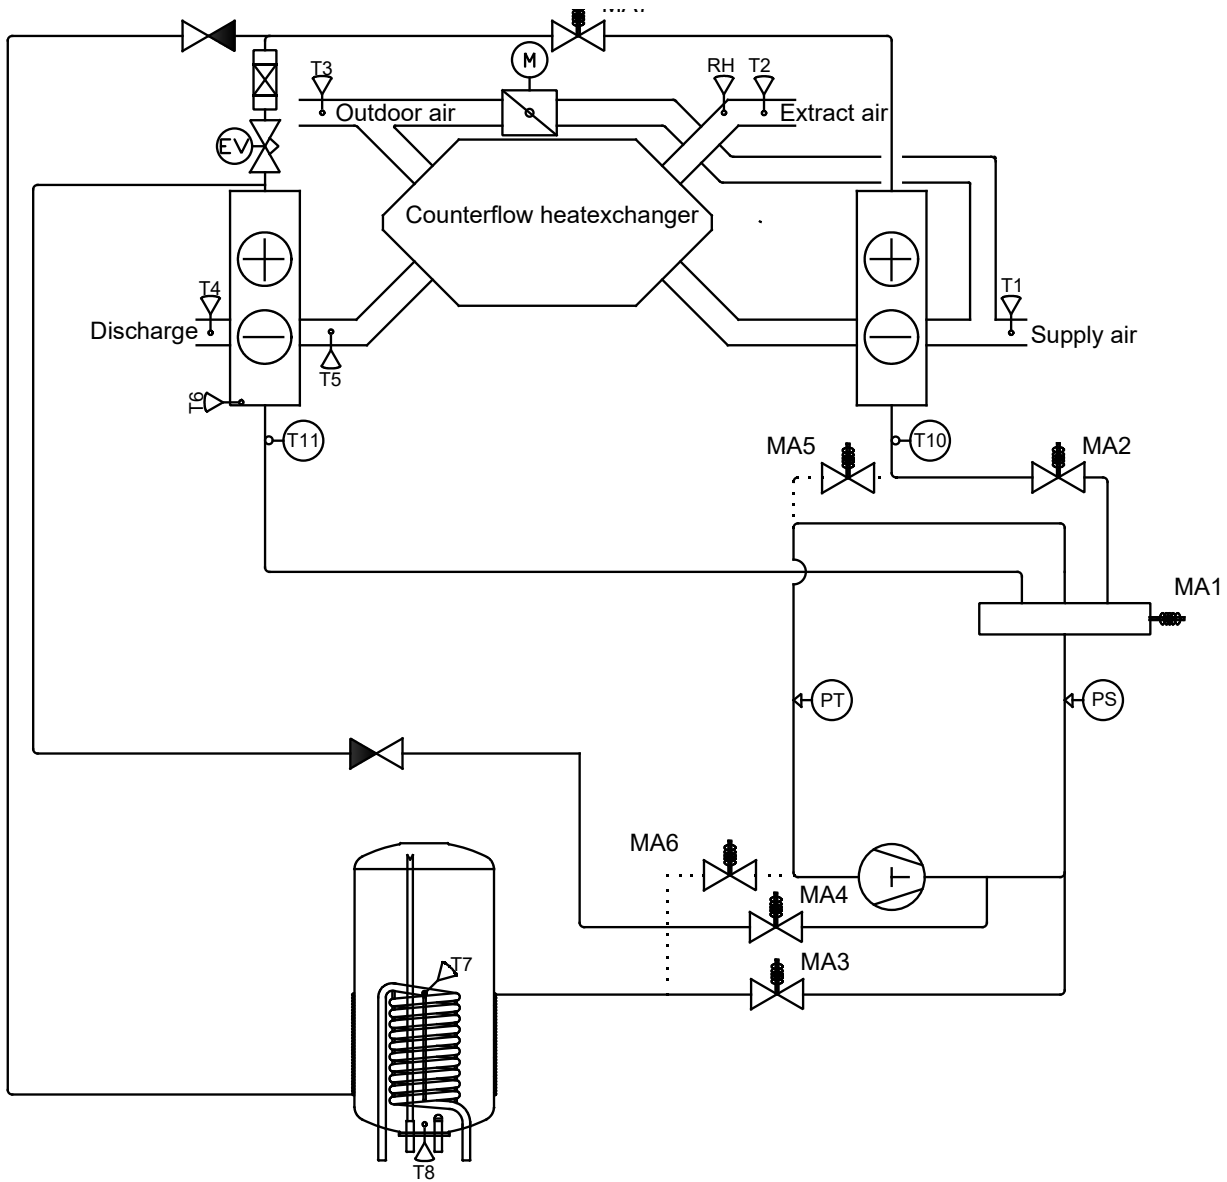 M
T3
RH
T2
Outdoor air
Extract air
EV
Counterflow heatexchanger
T4
T1
Discharge
Supply air
T5
T6
T11
T10
MA5
MA2
MA1
PT
PS
MA6
MA4
MA3
T7
T8